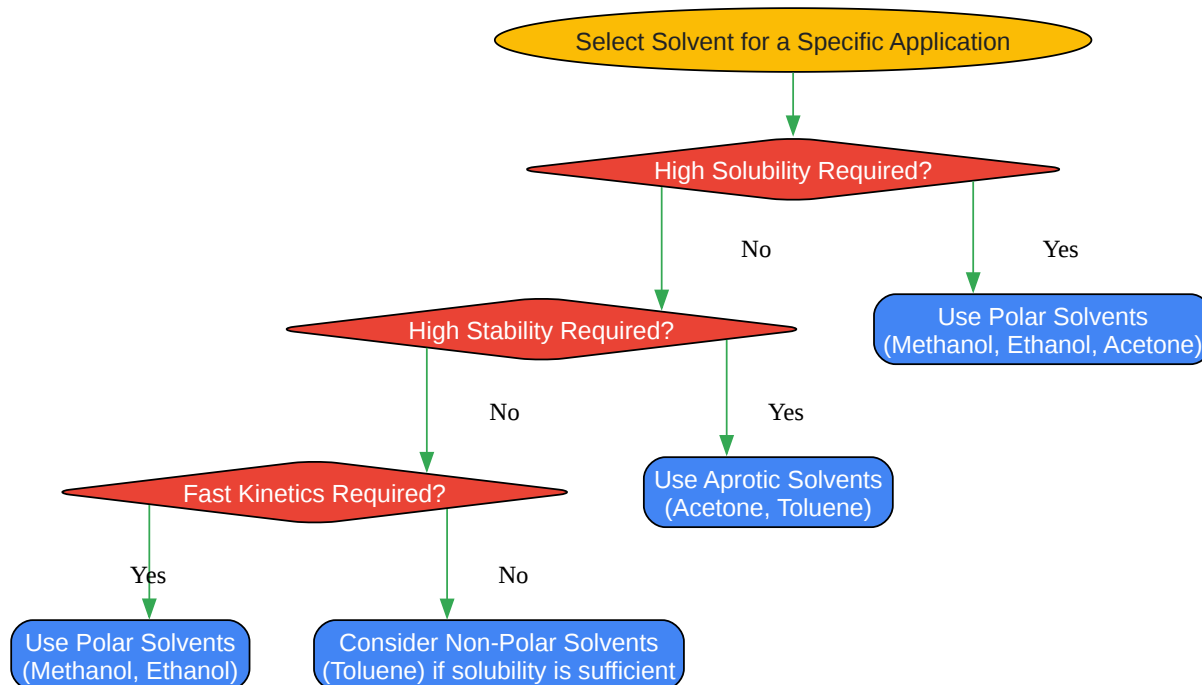 Select Solvent for a Specific Application
High Solubility Required?
No
Yes
Use Polar Solvents
(Methanol, Ethanol, Acetone)
High Stability Required?
No
Yes
Use Aprotic Solvents
(Acetone, Toluene)
Fast Kinetics Required?
Yes
No
Use Polar Solvents
(Methanol, Ethanol)
Consider Non-Polar Solvents
(Toluene) if solubility is sufficient